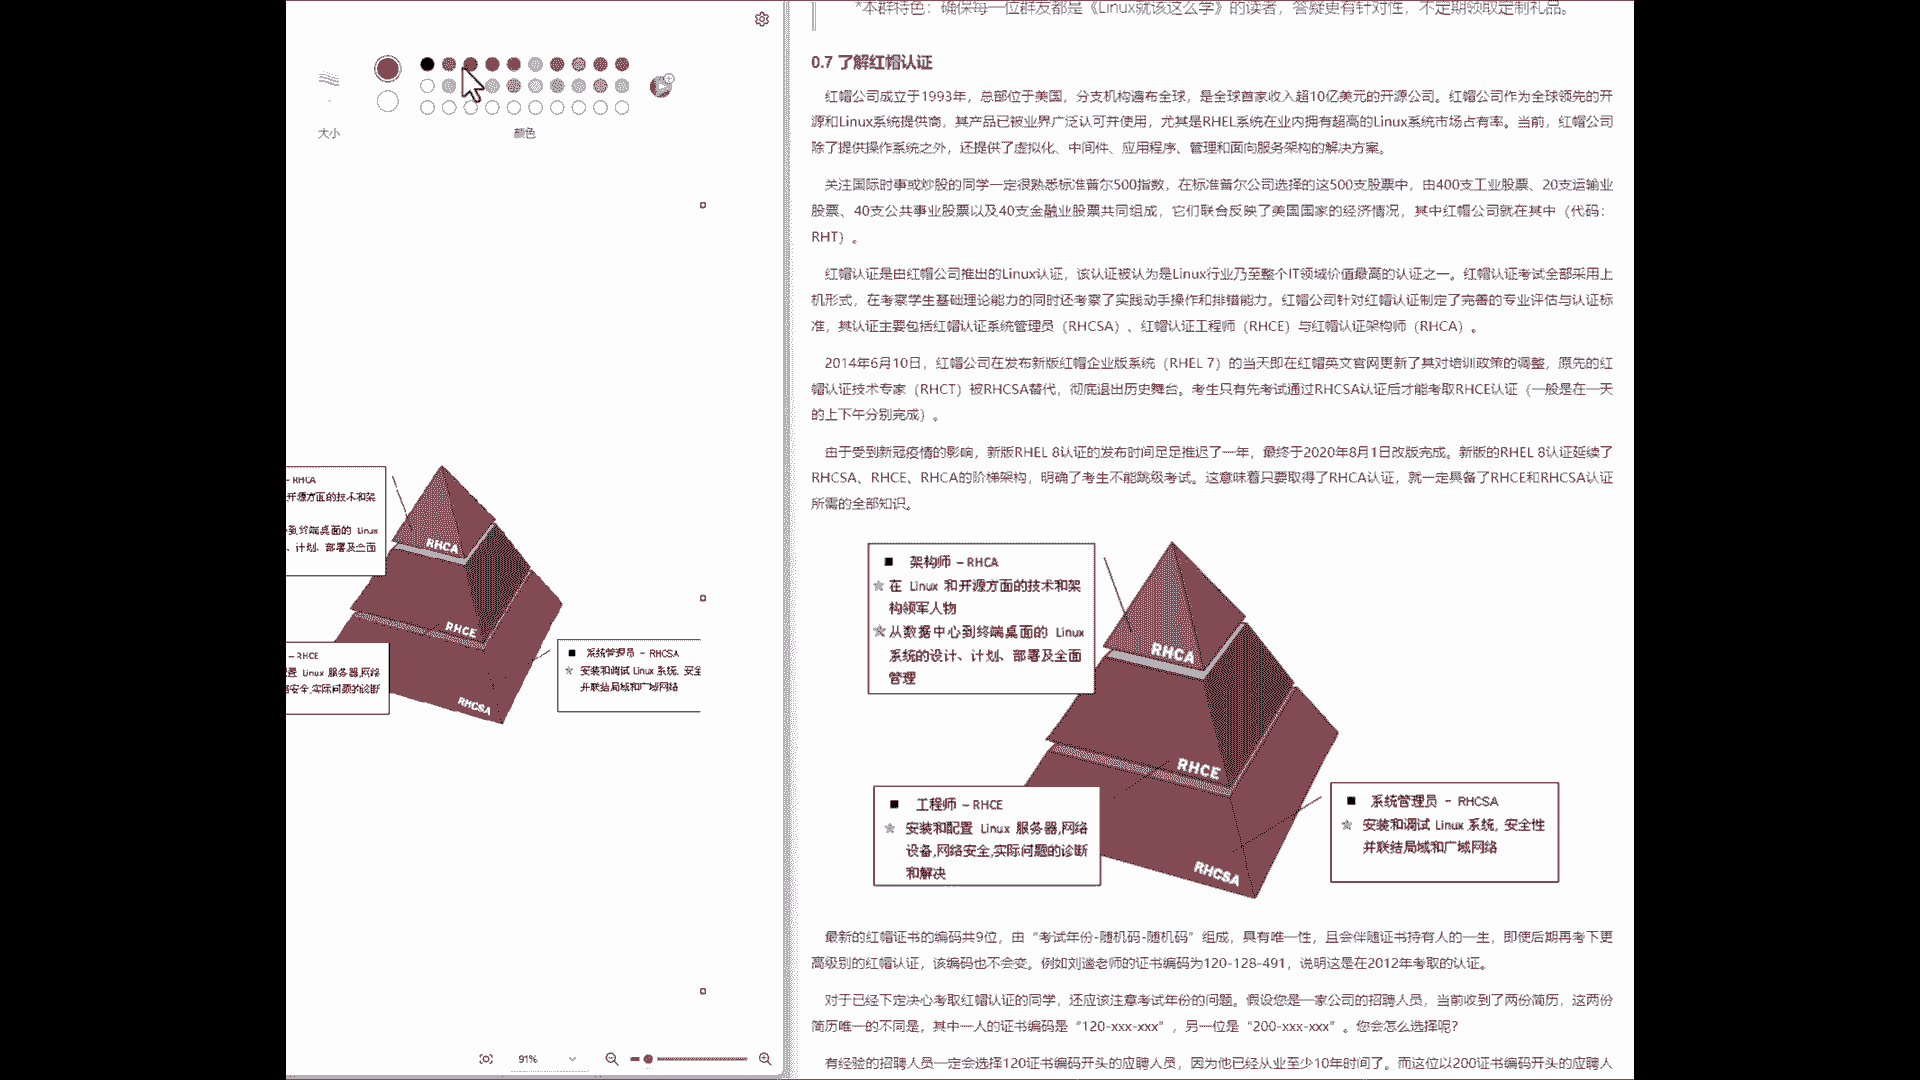 大小
颜色
– RHCA
开源方面的技术和架
心到终端桌面的 Linux
、计划、部署及全面
– RHCE
配置 Linux 服务器,网络
络安全,实际问题的诊断
RHCA
RHCE
RHCSA
■ 系统管理员 – RHCSA
☆ 安装和调试 Linux 系统, 安全
并联结局域和广域网络
91%
*本群特色：确保每一位群友都是《Linux就该这么学》的读者，答疑更有针对性，不定期领取定制礼品。
0.7 了解红帽认证
红帽公司成立于1993年，总部位于美国，分支机构遍布全球，是全球首家收入超10亿美元的开源公司。红帽公司作为全球领先的开
源和Linux系统提供商，其产品已被业界广泛认可并使用，尤其是RHEL系统在业内拥有超高的Linux系统市场占有率。当前，红帽公司
除了提供操作系统之外，还提供了虚拟化、中间件、应用程序、管理和面向服务架构的解决方案。
关注国际时事或炒股的同学一定很熟悉标准普尔500指数，在标准普尔公司选择的这500支股票中，由400支工业股票、20支运输业
股票、40支公共事业股票以及40支金融业股票共同组成，它们联合反映了美国国家的经济情况，其中红帽公司就在其中（代码：
RHT）。
红帽认证是由红帽公司推出的Linux认证，该认证被认为是Linux行业乃至整个IT领域价值最高的认证之一。红帽认证考试全部采用上
机形式，在考察学生基础理论能力的同时还考察了实践动手操作和排错能力。红帽公司针对红帽认证制定了完善的专业评估与认证标
准，其认证主要包括红帽认证系统管理员（RHCSA）、红帽认证工程师（RHCE）与红帽认证架构师（RHCA）。
2014年6月10日，红帽公司在发布新版红帽企业版系统（RHEL 7）的当天即在红帽英文官网更新了其对培训政策的调整，原先的红
帽认证技术专家（RHCT）被RHCSA替代，彻底退出历史舞台。考生只有先考试通过RHCSA认证后才能考取RHCE认证（一般是在一天
的上下午分别完成）。
由于受到新冠疫情的影响，新版RHEL 8认证的发布时间足足推迟了一年，最终于2020年8月1日改版完成。新版的RHEL 8认证延续了
RHCSA、RHCE、RHCA的阶梯架构，明确了考生不能跳级考试。这意味着只要取得了RHCA认证，就一定具备了RHCE和RHCSA认证
所需的全部知识。
■ 架构师 – RHCA
☆ 在 Linux 和开源方面的技术和架
构领军人物
☆ 从数据中心到终端桌面的 Linux
系统的设计、计划、部署及全面
管理
RHCA
RHCE
RHCSA
■ 工程师 – RHCE
☆ 安装和配置 Linux 服务器,网络
设备,网络安全,实际问题的诊断
和解决
■ 系统管理员 – RHCSA
☆ 安装和调试 Linux 系统, 安全性
并联结局域和广域网络
最新的红帽证书的编码共9位，由“考试年份-随机码-随机码”组成，具有唯一性，且会伴随证书持有人的一生，即使后期再考下更
高级别的红帽认证，该编码也不会变。例如刘遄老师的证书编码为120-128-491，说明这是在2012年考取的认证。
对于已经下定决心考取红帽认证的同学，还应该注意考试年份的问题。假设您是一家公司的招聘人员，当前收到了两份简历，这两份
简历唯一的不同是，其中一人的证书编码是“120-xxx-xxx”，另一位是“200-xxx-xxx”。您会怎么选择呢？
有经验的招聘人员一定会选择120证书编码开头的应聘人员，因为他已经从业至少10年时间了。而这位以200证书编码开头的应聘人